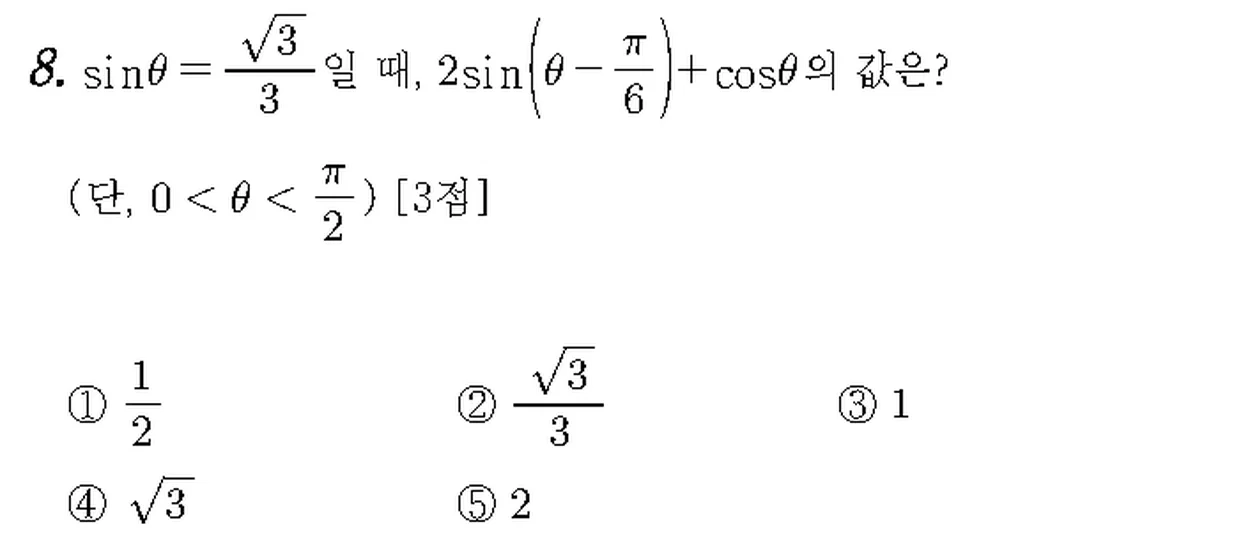 8. sinθ = √3/3 일 때, 2sin(θ − π/6) + cosθ의 값은?
(단, 0 < θ < π/2) [3점]
① 1/2 ② √3/3 ③ 1
④ √3 ⑤ 2